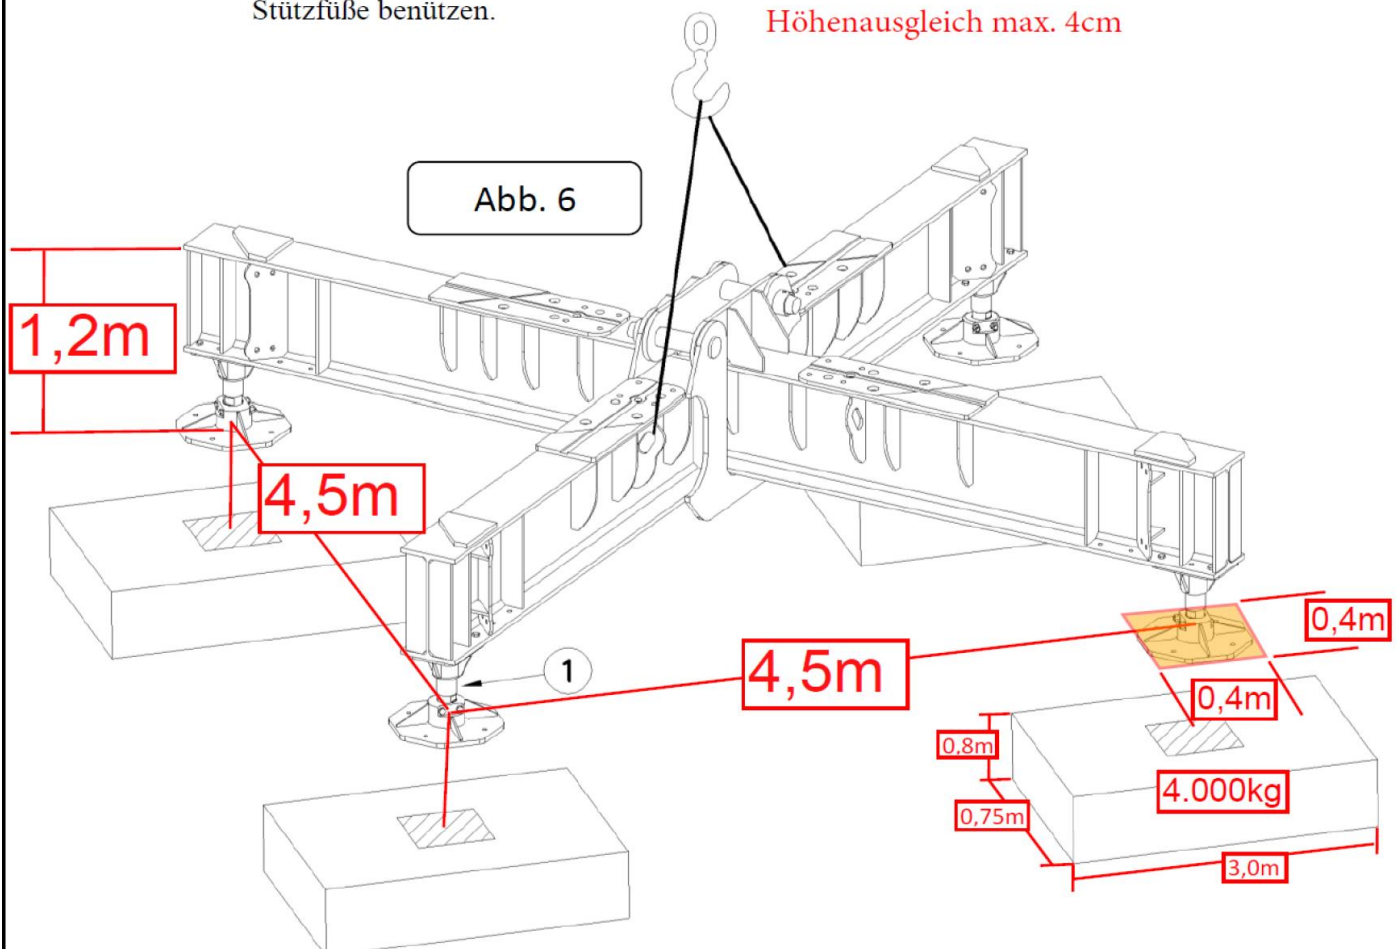 Stützfüße benützen.
Höhenausgleich max. 4cm
Abb. 6
1,2m
4,5m
1
4,5m
0,4m
0,4m
0,8m
4.000kg
0,75m
3,0m